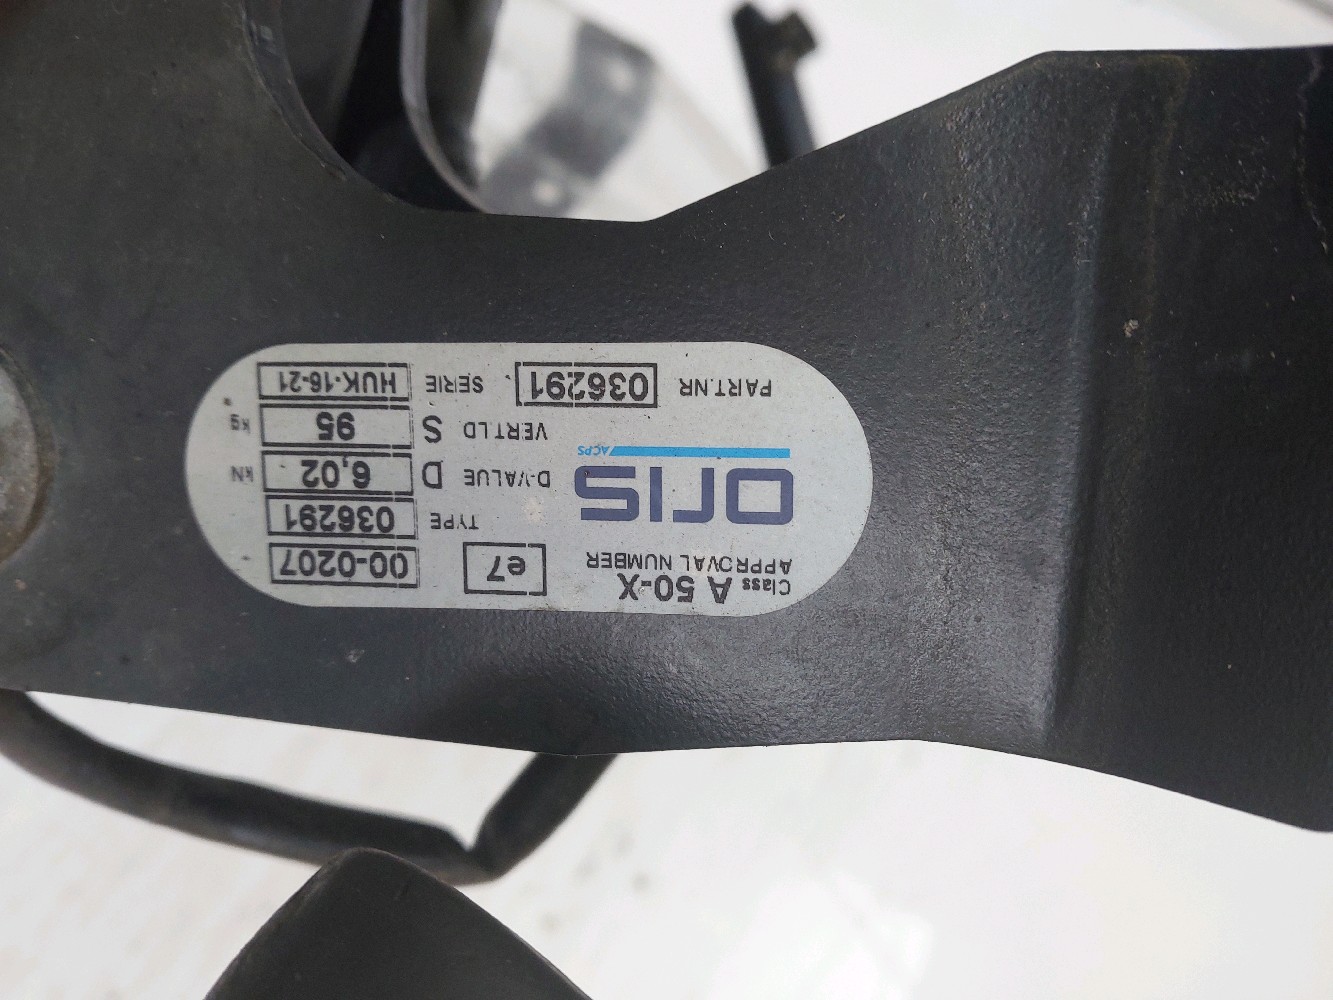 Class A 50-X
APPROVAL NUMBER e7 00-0207
TYPE 036291
oris D-VALUE D 6,02 kN
ACPS VERT.LD S 95 kg
PART.NR 036291 SERIE HUK-16-21